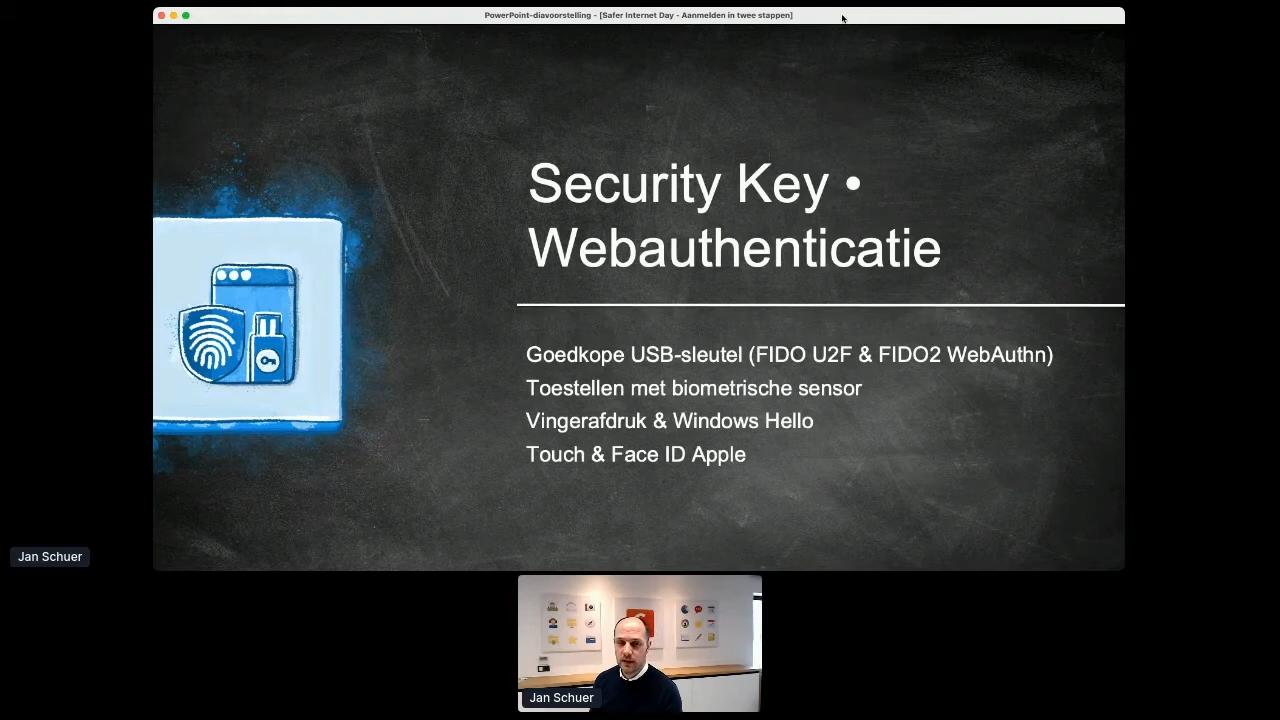 PowerPoint-diavoorstelling - [Safer Internet Day - Aanmelden in twee stappen]
Security Key •
Webauthenticatie
Goedkope USB-sleutel (FIDO U2F & FIDO2 WebAuthn)
Toestellen met biometrische sensor
Vingerafdruk & Windows Hello
Touch & Face ID Apple
Jan Schuer
Jan Schuer